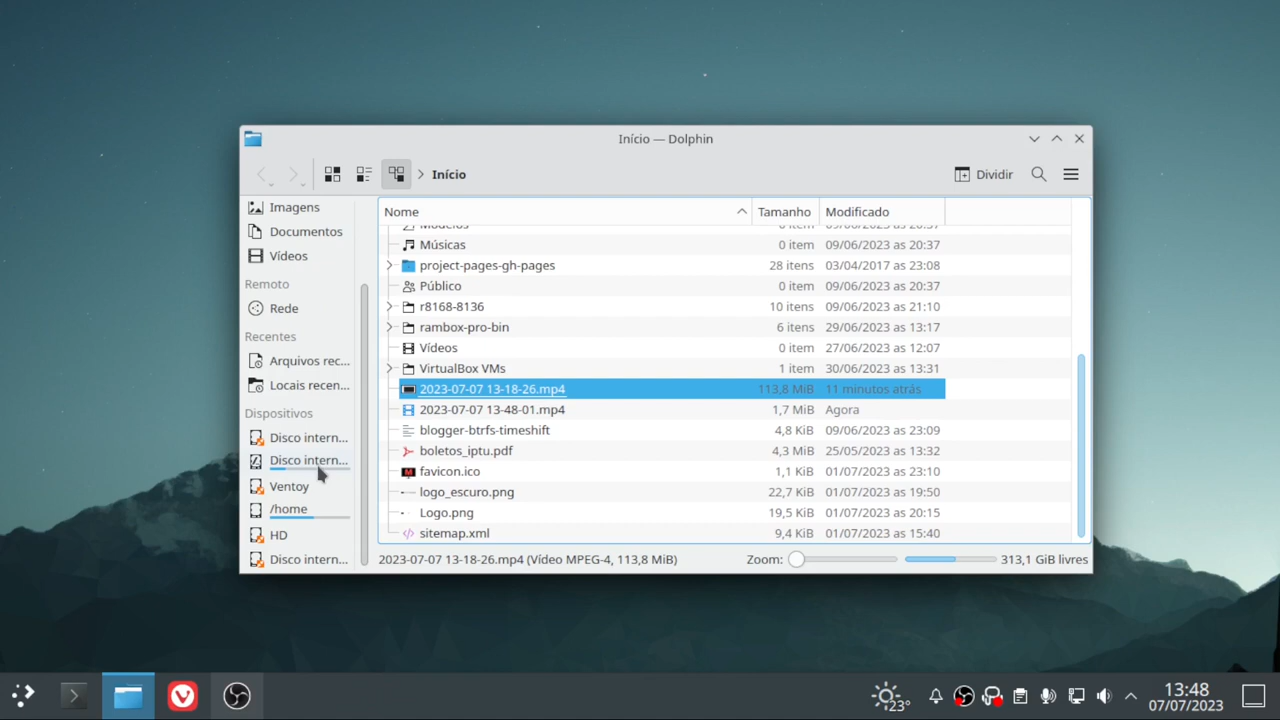 Início — Dolphin
Início
Dividir
Imagens
Documentos
Vídeos
Remoto
Rede
Recentes
Arquivos rec...
Locais recen...
Dispositivos
Disco intern...
Disco intern...
Ventoy
/home
HD
Disco intern...
Nome Tamanho Modificado
Modelos 0 item 09/06/2023 as 20:37
Músicas 0 item 09/06/2023 as 20:37
project-pages-gh-pages 28 itens 03/04/2017 as 23:08
Público 0 item 09/06/2023 as 20:37
r8168-8136 10 itens 09/06/2023 as 21:10
rambox-pro-bin 6 itens 29/06/2023 as 13:17
Vídeos 0 item 27/06/2023 as 12:07
VirtualBox VMs 1 item 30/06/2023 as 13:31
2023-07-07 13-18-26.mp4 113,8 MiB 11 minutos atrás
2023-07-07 13-48-01.mp4 1,7 MiB Agora
blogger-btrfs-timeshift 4,8 KiB 09/06/2023 as 23:09
boletos_iptu.pdf 4,3 MiB 25/05/2023 as 13:32
favicon.ico 1,1 KiB 01/07/2023 as 23:10
logo_escuro.png 22,7 KiB 01/07/2023 as 19:50
Logo.png 19,5 KiB 01/07/2023 as 20:15
sitemap.xml 9,4 KiB 01/07/2023 as 15:40
2023-07-07 13-18-26.mp4 (Vídeo MPEG-4, 113,8 MiB) Zoom: 313,1 GiB livres
23°
13:48
07/07/2023